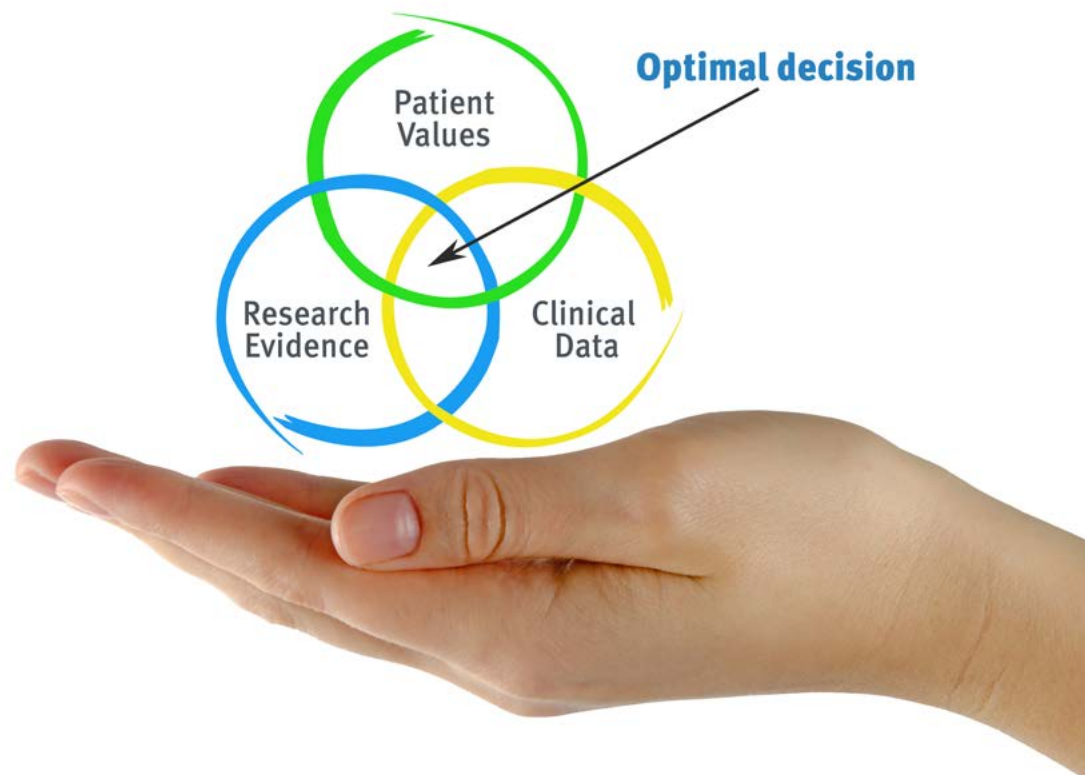 Optimal decision
Patient
Values
Research
Evidence
Clinical
Data